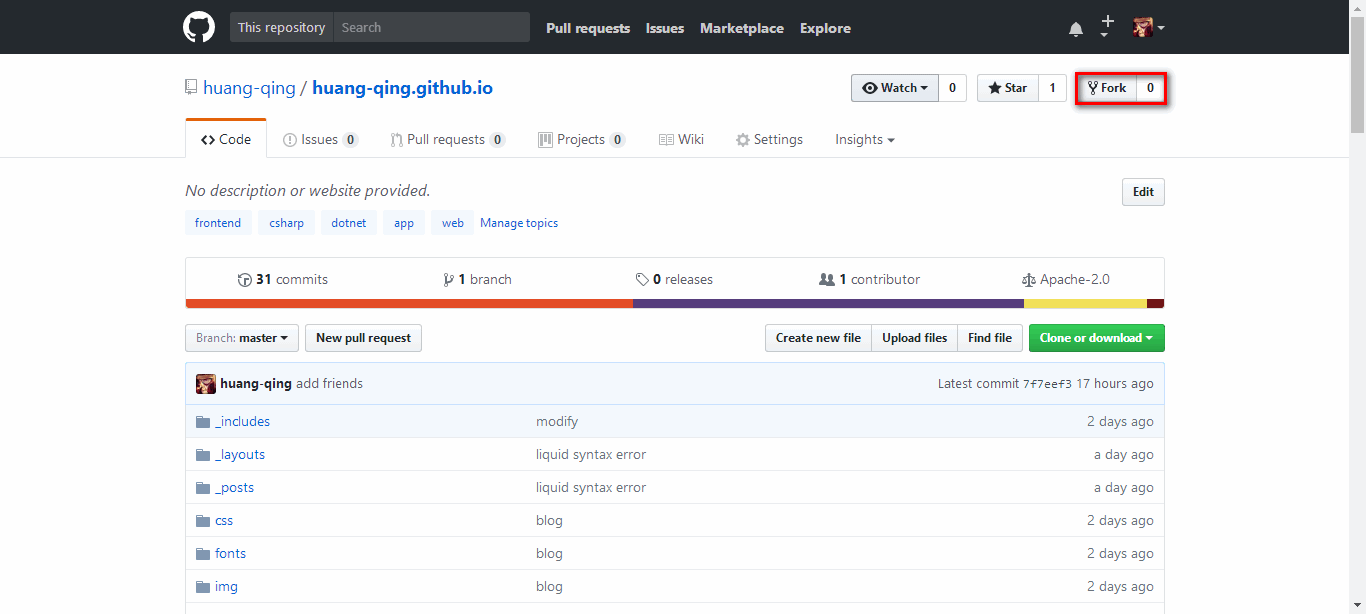 This repository Search Pull requests Issues Marketplace Explore
huang-qing / huang-qing.github.io Watch 0 Star 1 Fork 0
Code Issues 0 Pull requests 0 Projects 0 Wiki Settings Insights
No description or website provided. Edit
frontend csharp dotnet app web Manage topics
31 commits 1 branch 0 releases 1 contributor Apache-2.0
Branch: master New pull request Create new file Upload files Find file Clone or download
huang-qing add friends Latest commit 7f7eef3 17 hours ago
_includes modify 2 days ago
_layouts liquid syntax error a day ago
_posts liquid syntax error a day ago
css blog 2 days ago
fonts blog 2 days ago
img blog 2 days ago